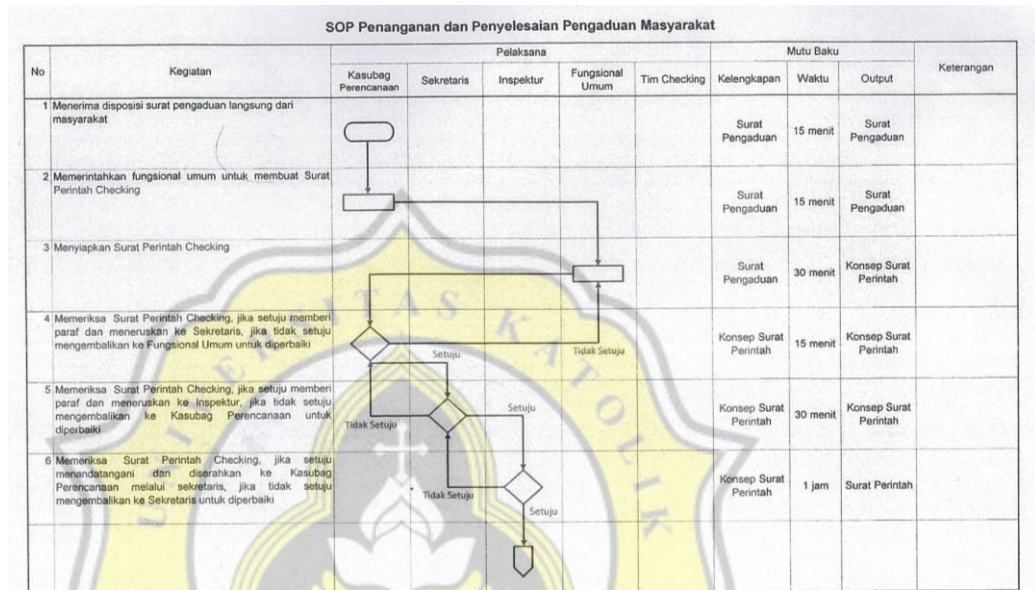 SOP Penanganan dan Penyelesaian Pengaduan Masyarakat
No
Kegiatan
Pelaksana
Mutu Baku
Keterangan
Kasubag
Perencanaan
Sekretaris
Inspektur
Fungsional
Umum
Tim Checking
Kelengkapan
Waktu
Output
1 Menerima disposisi surat pengaduan langsung dari
masyarakat
Surat
Pengaduan
15 menit
Surat
Pengaduan
2 Memerintahkan fungsional umum untuk membuat Surat
Perintah Checking
Surat
Pengaduan
15 menit
Surat
Pengaduan
3 Menyiapkan Surat Perintah Checking
Surat
Pengaduan
30 menit
Konsep Surat
Perintah
4 Memeriksa Surat Perintah Checking, jika setuju memberi
paraf dan meneruskan ke Sekretaris, jika tidak setuju
mengembalikan ke Fungsional Umum untuk diperbaiki
Setuju
Tidak Setuju
Konsep Surat
Perintah
15 menit
Konsep Surat
Perintah
5 Memeriksa Surat Perintah Checking, jika setuju memberi
paraf dan meneruskan ke Inspektur, jika tidak setuju
mengembalikan ke Kasubag Perencanaan untuk
diperbaiki
Tidak Setuju
Setuju
Konsep Surat
Perintah
30 menit
Konsep Surat
Perintah
6 Memeriksa Surat Perintah Checking, jika setuju
menandatangani dan diserahkan ke Kasubag
Perencanaan melalui sekretaris, jika tidak setuju
mengembalikan ke Sekretaris untuk diperbaiki
Tidak Setuju
Setuju
Konsep Surat
Perintah
1 jam
Surat Perintah
UNIVERSITAS KATOLIK